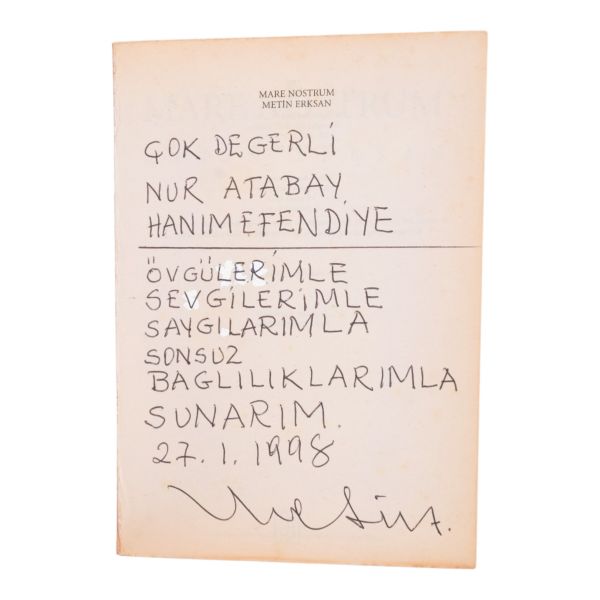 MARE NOSTRUM
METİN ERKSAN
ÇOK DEGERLİ
NUR ATABAY
HANIMEFENDİYE
ÖVGÜLERİMLE
SEVGİLERİMLE
SAYGILARIMLA
SONSUZ
BAGLILIKLARIMLA
SUNARIM.
27.1.1998